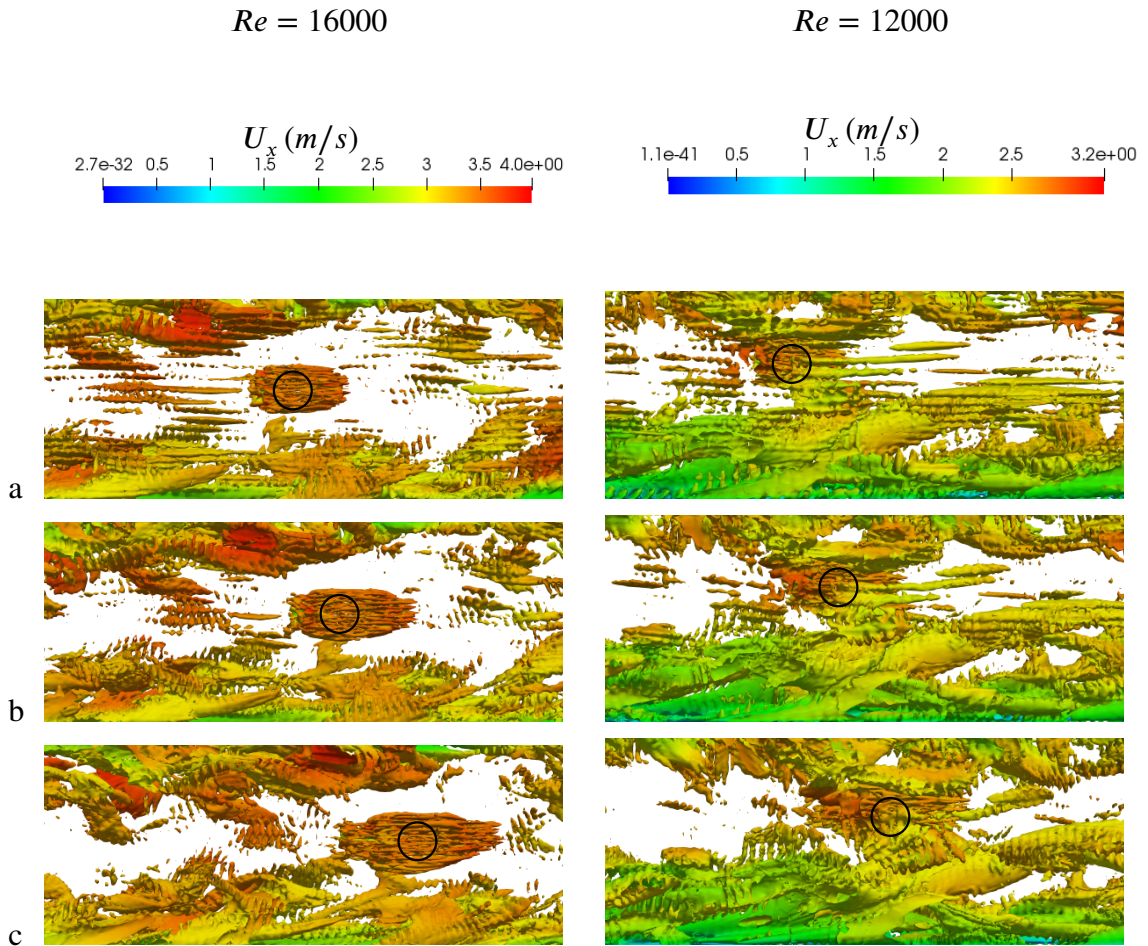 Re = 16000
Re = 12000
U_x (m/s)
2.7e-32 0.5 1 1.5 2 2.5 3 3.5 4.0e+00
U_x (m/s)
1.1e-41 0.5 1 1.5 2 2.5 3.2e+00
a
b
c